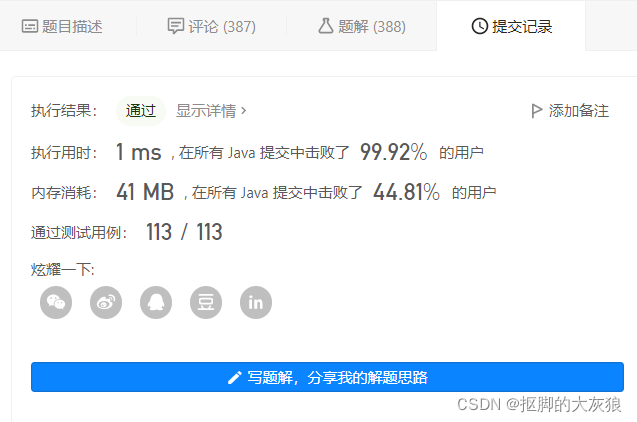 题目描述 评论 (387) 题解 (388) 提交记录
执行结果： 通过 显示详情 > 添加备注
执行用时： 1 ms , 在所有 Java 提交中击败了 99.92% 的用户
内存消耗： 41 MB , 在所有 Java 提交中击败了 44.81% 的用户
通过测试用例： 113 / 113
炫耀一下:
豆 in
写题解，分享我的解题思路
CSDN @抠脚的大灰狼